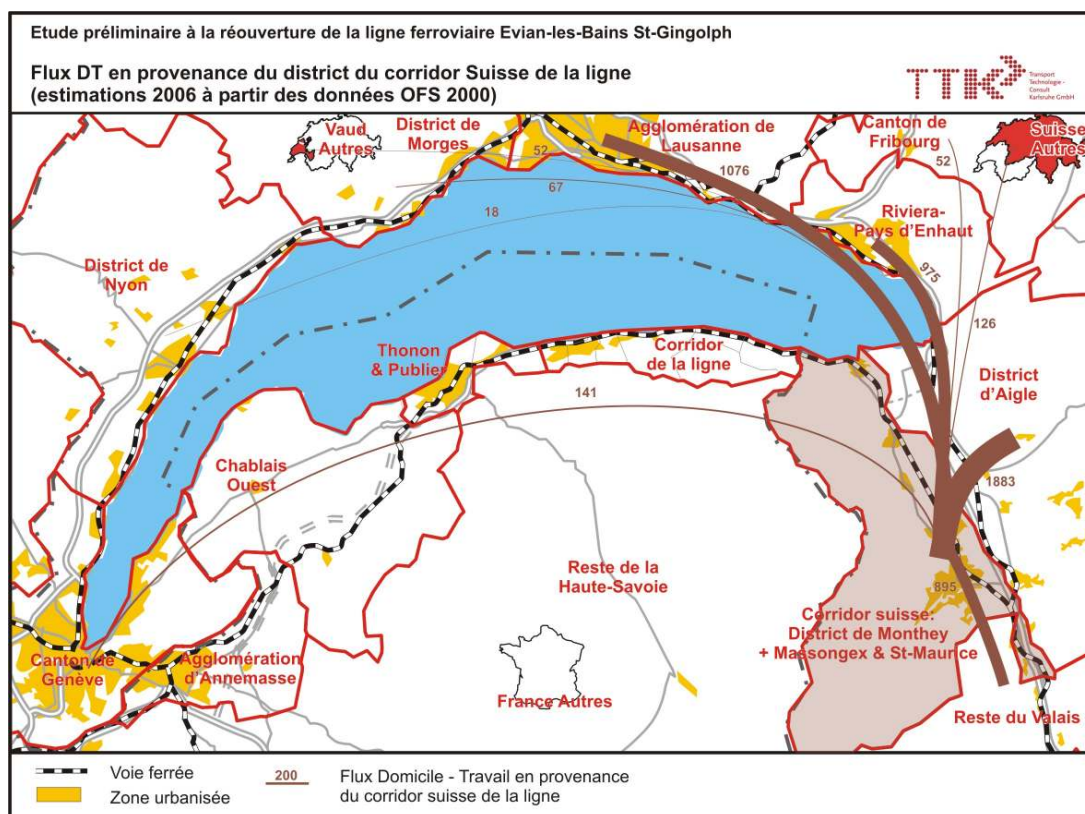 Etude préliminaire à la réouverture de la ligne ferroviaire Evian-les-Bains St-Gingolph
Flux DT en provenance du district du corridor Suisse de la ligne
(estimations 2006 à partir des données OFS 2000)
TTK
Transport
Technologie -
Consult
Karlsruhe GmbH
Vaud
Autres
District de
Morges
52
Agglomération de
Lausanne
1076
Canton de
Fribourg
52
Suisse
Autres
67
18
Riviera-
Pays d'Enhaut
975
126
District de
Nyon
Thonon
& Publier
Corridor
de la ligne
District
d'Aigle
141
1883
Chablais
Ouest
Reste de la
Haute-Savoie
895
Corridor suisse:
District de Monthey
+ Massongex & St-Maurice
Canton de
Genève
Agglomération
d'Annemasse
France Autres
Reste du Valais
Voie ferrée
Zone urbanisée
200
Flux Domicile - Travail en provenance
du corridor suisse de la ligne